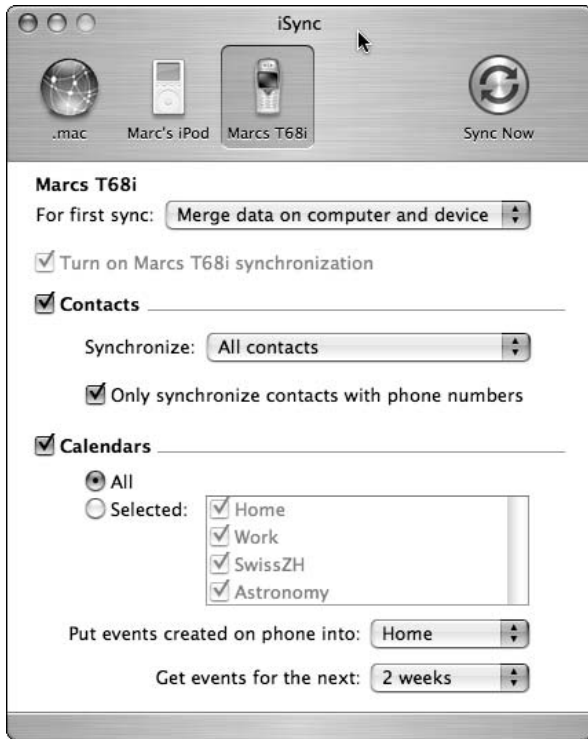 iSync
.mac Marc's iPod Marcs T68i Sync Now
Marcs T68i
For first sync: Merge data on computer and device
Turn on Marcs T68i synchronization
Contacts
Synchronize: All contacts
Only synchronize contacts with phone numbers
Calendars
All
Selected: Home
Work
SwissZH
Astronomy
Put events created on phone into: Home
Get events for the next: 2 weeks